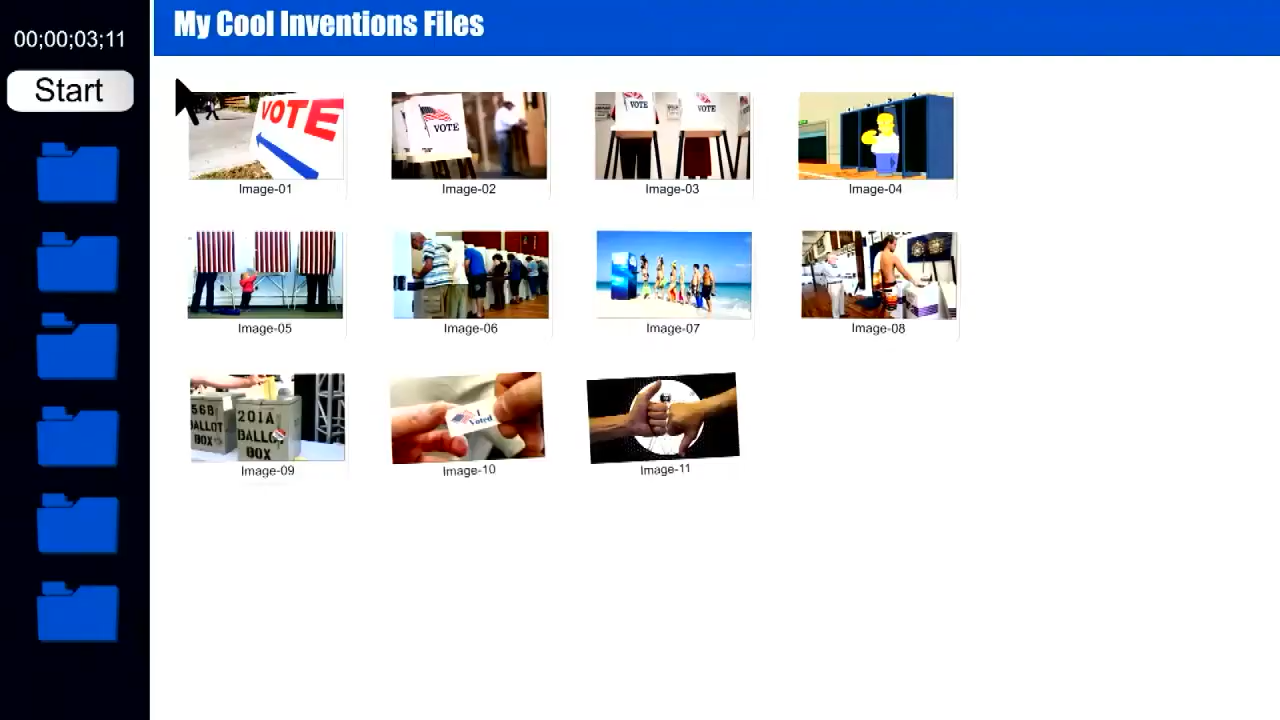 My Cool Inventions Files
00;00;03;11
Start
VOTE
VOTE
VOTE
VOTE
Image-01
Image-02
Image-03
Image-04
Image-05
Image-06
Image-07
Image-08
56B
BALLOT
BOX
201A
BALLOT
BOX
I
Voted
Image-09
Image-10
Image-11